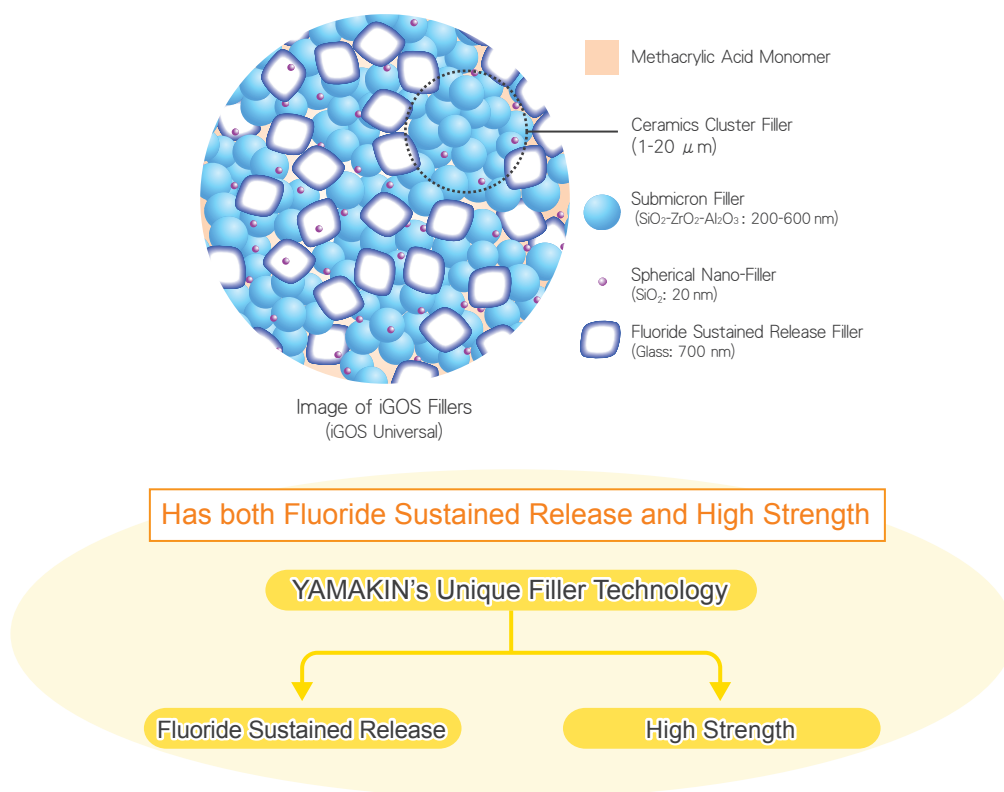 Methacrylic Acid Monomer
Ceramics Cluster Filler
(1-20 μm)
Submicron Filler
(SiO₂-ZrO₂-Al₂O₃: 200-600 nm)
Spherical Nano-Filler
(SiO₂: 20 nm)
Fluoride Sustained Release Filler
(Glass: 700 nm)
Image of iGOS Fillers
(iGOS Universal)
Has both Fluoride Sustained Release and High Strength
YAMAKIN’s Unique Filler Technology
Fluoride Sustained Release
High Strength